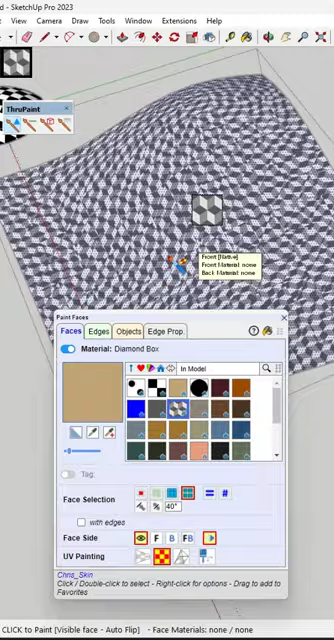 d - SketchUp Pro 2023
View Camera Draw Tools Window Extensions Help
ThruPaint
Front [Native]
Front Material: none
Back Material: none
Paint Faces
Faces Edges Objects Edge Prop.
Material: Diamond Box
In Model
Tag:
Face Selection
40°
with edges
Face Side
F B FB
UV Painting
Chris_Skin
Click / Double-click to select - Right-click for options - Drag to add to
Favorites
CLICK to Paint [Visible face - Auto Flip] - Face Materials: none / none